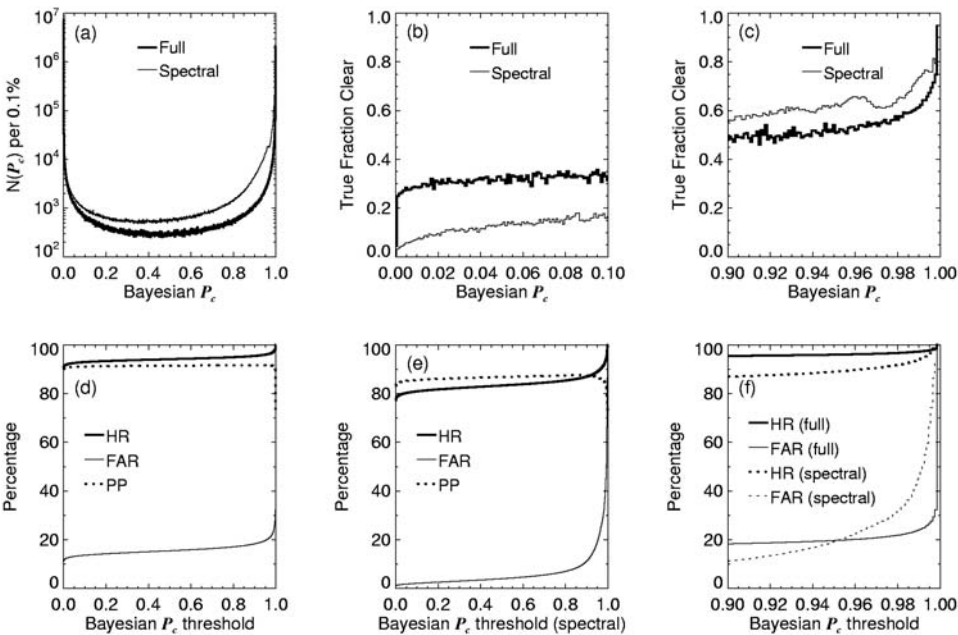 (a)
Full
Spectral
N(Pc) per 0.1%
10^7
10^6
10^5
10^4
10^3
10^2
0.0 0.2 0.4 0.6 0.8 1.0
Bayesian Pc
(b)
Full
Spectral
True Fraction Clear
1.0
0.8
0.6
0.4
0.2
0.0
0.00 0.02 0.04 0.06 0.08 0.10
Bayesian Pc
(c)
Full
Spectral
True Fraction Clear
1.0
0.8
0.6
0.4
0.2
0.0
0.90 0.92 0.94 0.96 0.98 1.00
Bayesian Pc
(d)
HR
FAR
PP
Percentage
100
80
60
40
20
0
0.0 0.2 0.4 0.6 0.8 1.0
Bayesian Pc threshold
(e)
HR
FAR
PP
Percentage
100
80
60
40
20
0
0.0 0.2 0.4 0.6 0.8 1.0
Bayesian Pc threshold (spectral)
(f)
HR (full)
FAR (full)
HR (spectral)
FAR (spectral)
Percentage
100
80
60
40
20
0
0.90 0.92 0.94 0.96 0.98 1.00
Bayesian Pc threshold